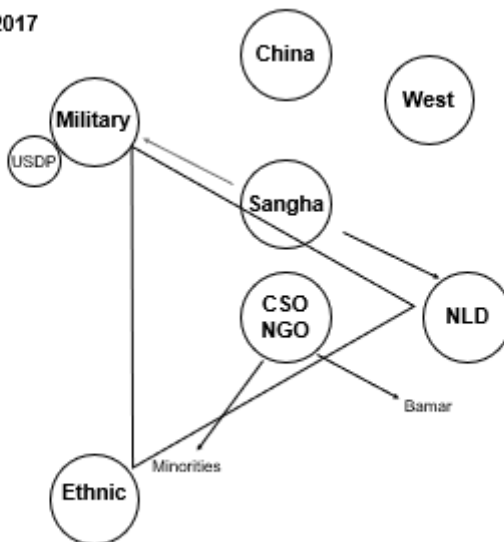 2017
China
West
Military
USDP
Sangha
CSO
NGO
NLD
Bamar
Minorities
Ethnic